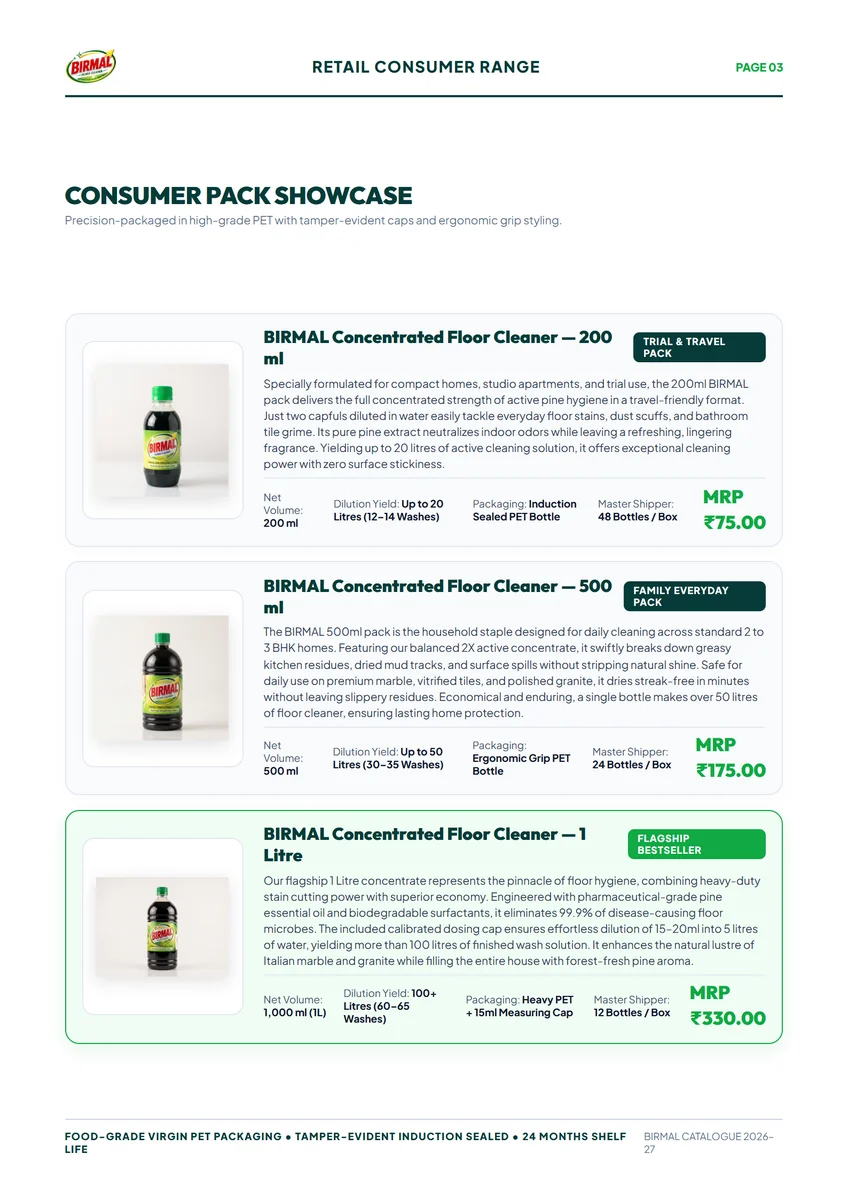 BIRMAL
RETAIL CONSUMER RANGE
PAGE 03
CONSUMER PACK SHOWCASE
Precision-packaged in high-grade PET with tamper-evident caps and ergonomic grip styling.
BIRMAL Concentrated Floor Cleaner — 200
ml
TRIAL & TRAVEL
PACK
BIRMAL
Specially formulated for compact homes, studio apartments, and trial use, the 200ml BIRMAL
pack delivers the full concentrated strength of active pine hygiene in a travel-friendly format.
Just two capfuls diluted in water easily tackle everyday floor stains, dust scuffs, and bathroom
tile grime. Its pure pine extract neutralizes indoor odors while leaving a refreshing, lingering
fragrance. Yielding up to 20 litres of active cleaning solution, it offers exceptional cleaning
power with zero surface stickiness.
Net
Volume:
200 ml
Dilution Yield: Up to 20
Litres (12–14 Washes)
Packaging: Induction
Sealed PET Bottle
Master Shipper:
48 Bottles / Box
MRP
₹75.00
BIRMAL Concentrated Floor Cleaner — 500
ml
FAMILY EVERYDAY
PACK
BIRMAL
The BIRMAL 500ml pack is the household staple designed for daily cleaning across standard 2 to
3 BHK homes. Featuring our balanced 2X active concentrate, it swiftly breaks down greasy
kitchen residues, dried mud tracks, and surface spills without stripping natural shine. Safe for
daily use on premium marble, vitrified tiles, and polished granite, it dries streak-free in minutes
without leaving slippery residues. Economical and enduring, a single bottle makes over 50 litres
of floor cleaner, ensuring lasting home protection.
Net
Volume:
500 ml
Dilution Yield: Up to 50
Litres (30–35 Washes)
Packaging:
Ergonomic Grip PET
Bottle
Master Shipper:
24 Bottles / Box
MRP
₹175.00
BIRMAL Concentrated Floor Cleaner — 1
Litre
FLAGSHIP
BESTSELLER
BIRMAL
Our flagship 1 Litre concentrate represents the pinnacle of floor hygiene, combining heavy-duty
stain cutting power with superior economy. Engineered with pharmaceutical-grade pine
essential oil and biodegradable surfactants, it eliminates 99.9% of disease-causing floor
microbes. The included calibrated dosing cap ensures effortless dilution of 15–20ml into 5 litres
of water, yielding more than 100 litres of finished wash solution. It enhances the natural lustre of
Italian marble and granite while filling the entire house with forest-fresh pine aroma.
Net Volume:
1,000 ml (1L)
Dilution Yield: 100+
Litres (60–65
Washes)
Packaging: Heavy PET
+ 15ml Measuring Cap
Master Shipper:
12 Bottles / Box
MRP
₹330.00
FOOD-GRADE VIRGIN PET PACKAGING • TAMPER-EVIDENT INDUCTION SEALED • 24 MONTHS SHELF
LIFE
BIRMAL CATALOGUE 2026–
27